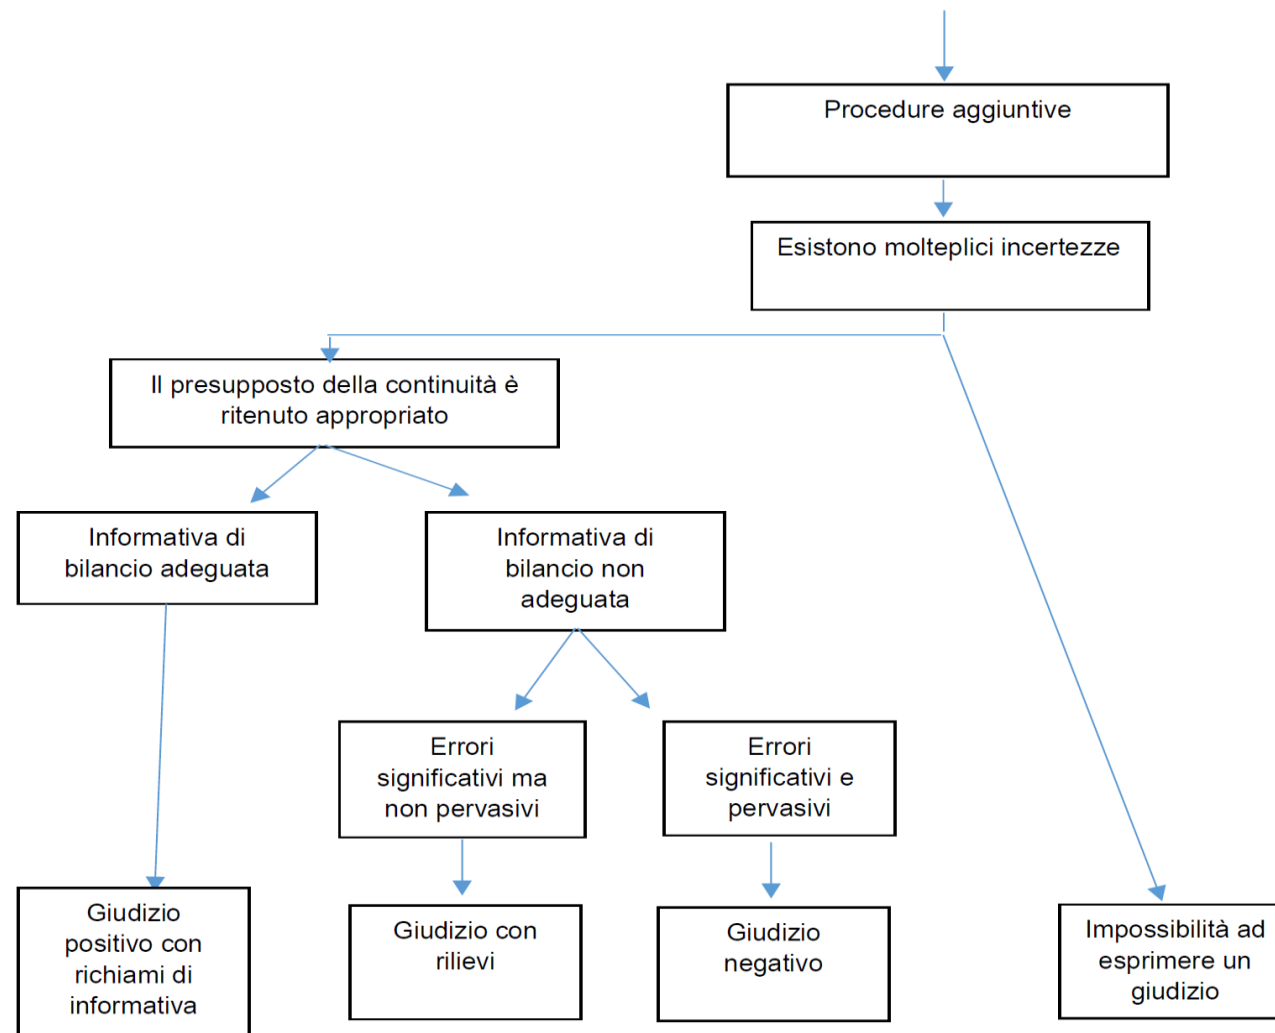 Procedure aggiuntive
Esistono molteplici incertezze
Il presupposto della continuità è
ritenuto appropriato
Informativa di
bilancio adeguata
Informativa di
bilancio non
adeguata
Errori
significativi ma
non pervasivi
Errori
significativi e
pervasivi
Giudizio
positivo con
richiami di
informativa
Giudizio con
rilievi
Giudizio
negativo
Impossibilità ad
esprimere un
giudizio